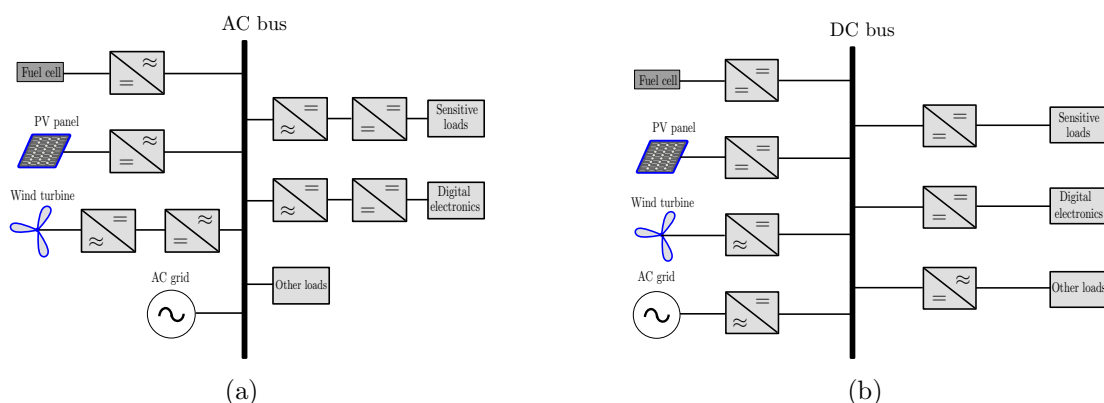 AC bus
Fuel cell
PV panel
Wind turbine
AC grid
Sensitive
loads
Digital
electronics
Other loads
(a)
DC bus
Fuel cell
PV panel
Wind turbine
AC grid
Sensitive
loads
Digital
electronics
Other loads
(b)